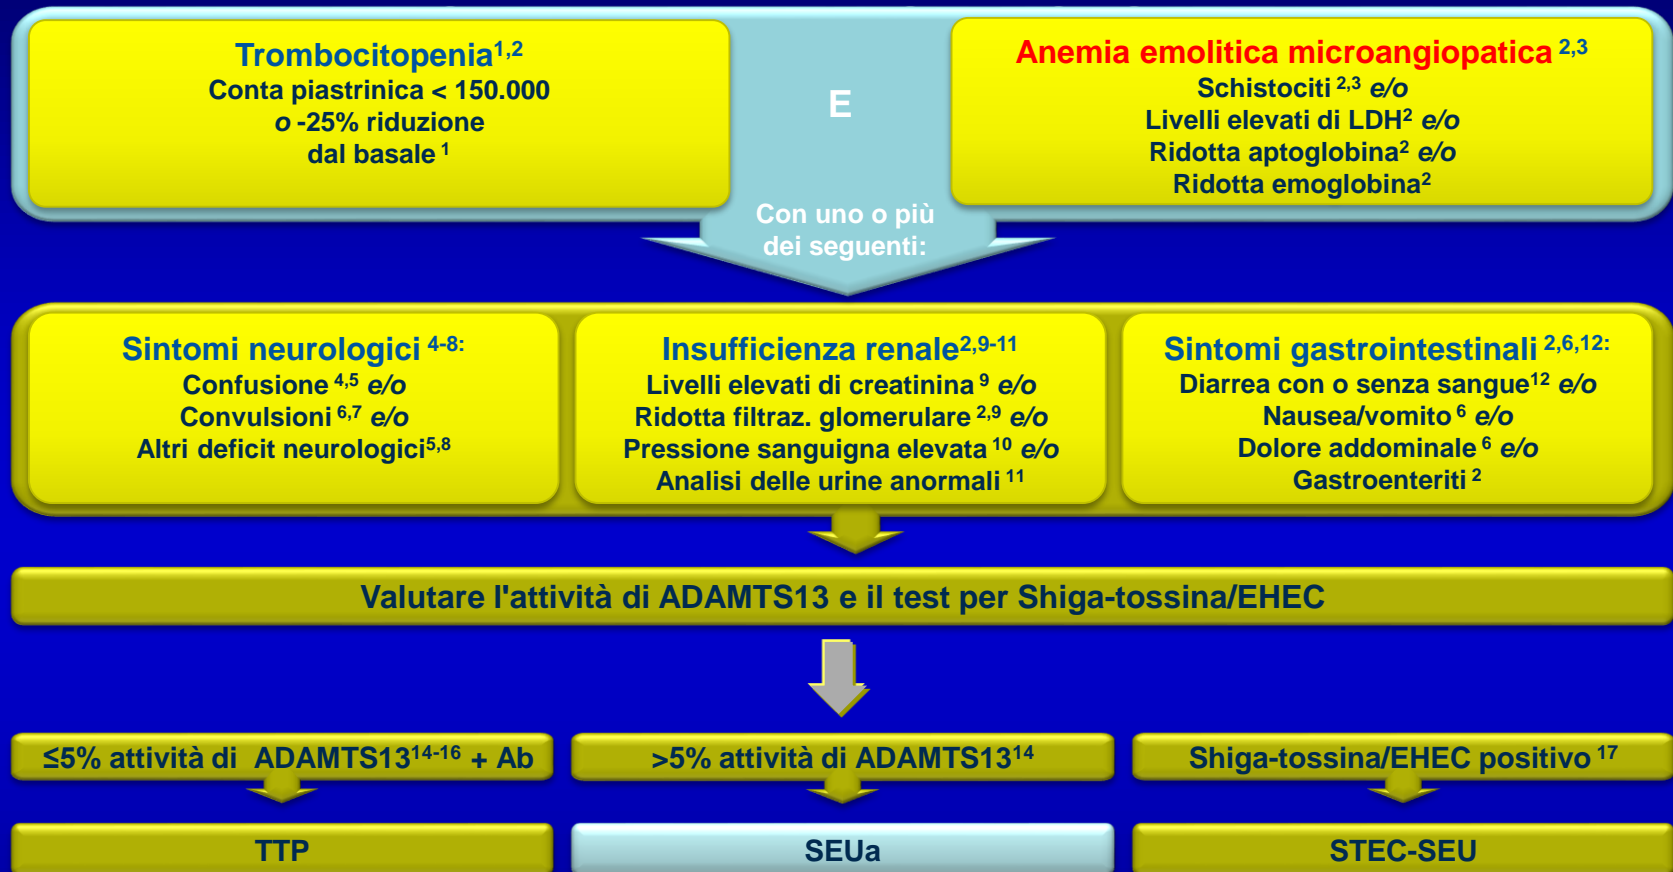 Trombocitopenia1,2
Conta piastrinica < 150.000
o -25% riduzione
dal basale 1
E
Anemia emolitica microangiopatica 2,3
Schistociti 2,3 e/o
Livelli elevati di LDH2 e/o
Ridotta aptoglobina2 e/o
Ridotta emoglobina2
Con uno o più
dei seguenti:
Sintomi neurologici 4-8:
Confusione 4,5 e/o
Convulsioni 6,7 e/o
Altri deficit neurologici5,8
Insufficienza renale2,9-11
Livelli elevati di creatinina 9 e/o
Ridotta filtraz. glomerulare 2,9 e/o
Pressione sanguigna elevata 10 e/o
Analisi delle urine anormali 11
Sintomi gastrointestinali 2,6,12:
Diarrea con o senza sangue12 e/o
Nausea/vomito 6 e/o
Dolore addominale 6 e/o
Gastroenteriti 2
Valutare l'attività di ADAMTS13 e il test per Shiga-tossina/EHEC
≤5% attività di ADAMTS1314-16 + Ab
>5% attività di ADAMTS1314
Shiga-tossina/EHEC positivo 17
TTP
SEUa
STEC-SEU